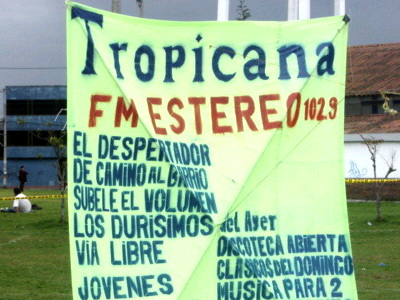 Tropicana
FM ESTEREO 102.9
EL DESPERTADOR
DE CAMINO AL BARRIO
SUBELE EL VOLUMEN
LOS DURISIMOS del Ayer
VIA LIBRE DISCOTECA ABIERTA
CLASICOS DEL DOMINGO
JOVENES MUSICA PARA 2